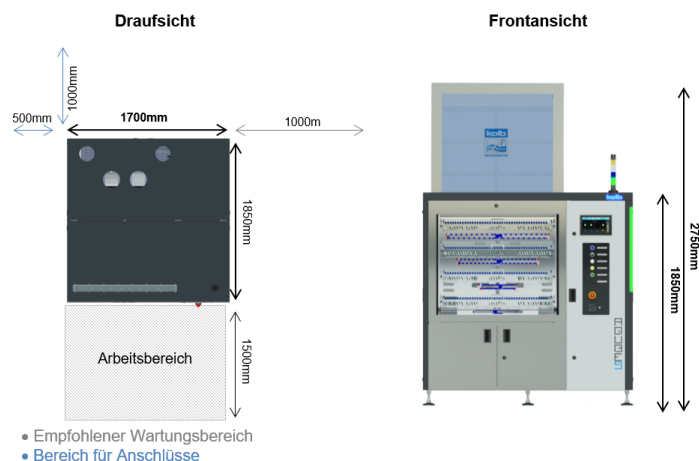 Draufsicht
Frontansicht
1000mm
500mm
1700mm
1000m
kolb
kolb
1850mm
2750mm
1850mm
1500mm
Arbeitsbereich
• Empfohlener Wartungsbereich
• Bereich für Anschlüsse